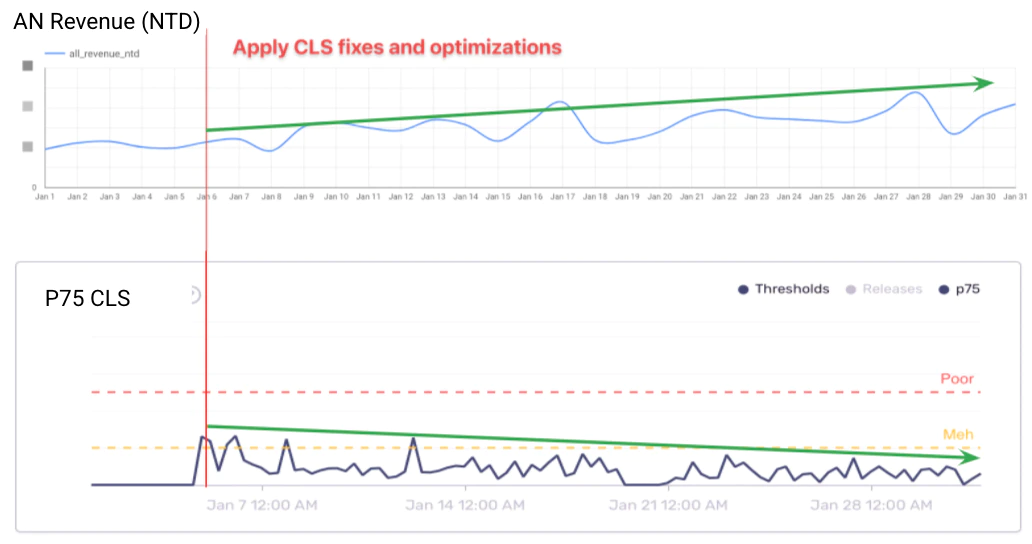 AN Revenue (NTD)
Apply CLS fixes and optimizations
all_revenue_ntd
0
Jan 1 Jan 2 Jan 3 Jan 4 Jan 5 Jan 6 Jan 7 Jan 8 Jan 9 Jan 10 Jan 11 Jan 12 Jan 13 Jan 14 Jan 15 Jan 16 Jan 17 Jan 18 Jan 19 Jan 20 Jan 21 Jan 22 Jan 23 Jan 24 Jan 25 Jan 26 Jan 27 Jan 28 Jan 29 Jan 30 Jan 31
P75 CLS
Thresholds Releases p75
Poor
Meh
Jan 7 12:00 AM Jan 14 12:00 AM Jan 21 12:00 AM Jan 28 12:00 AM